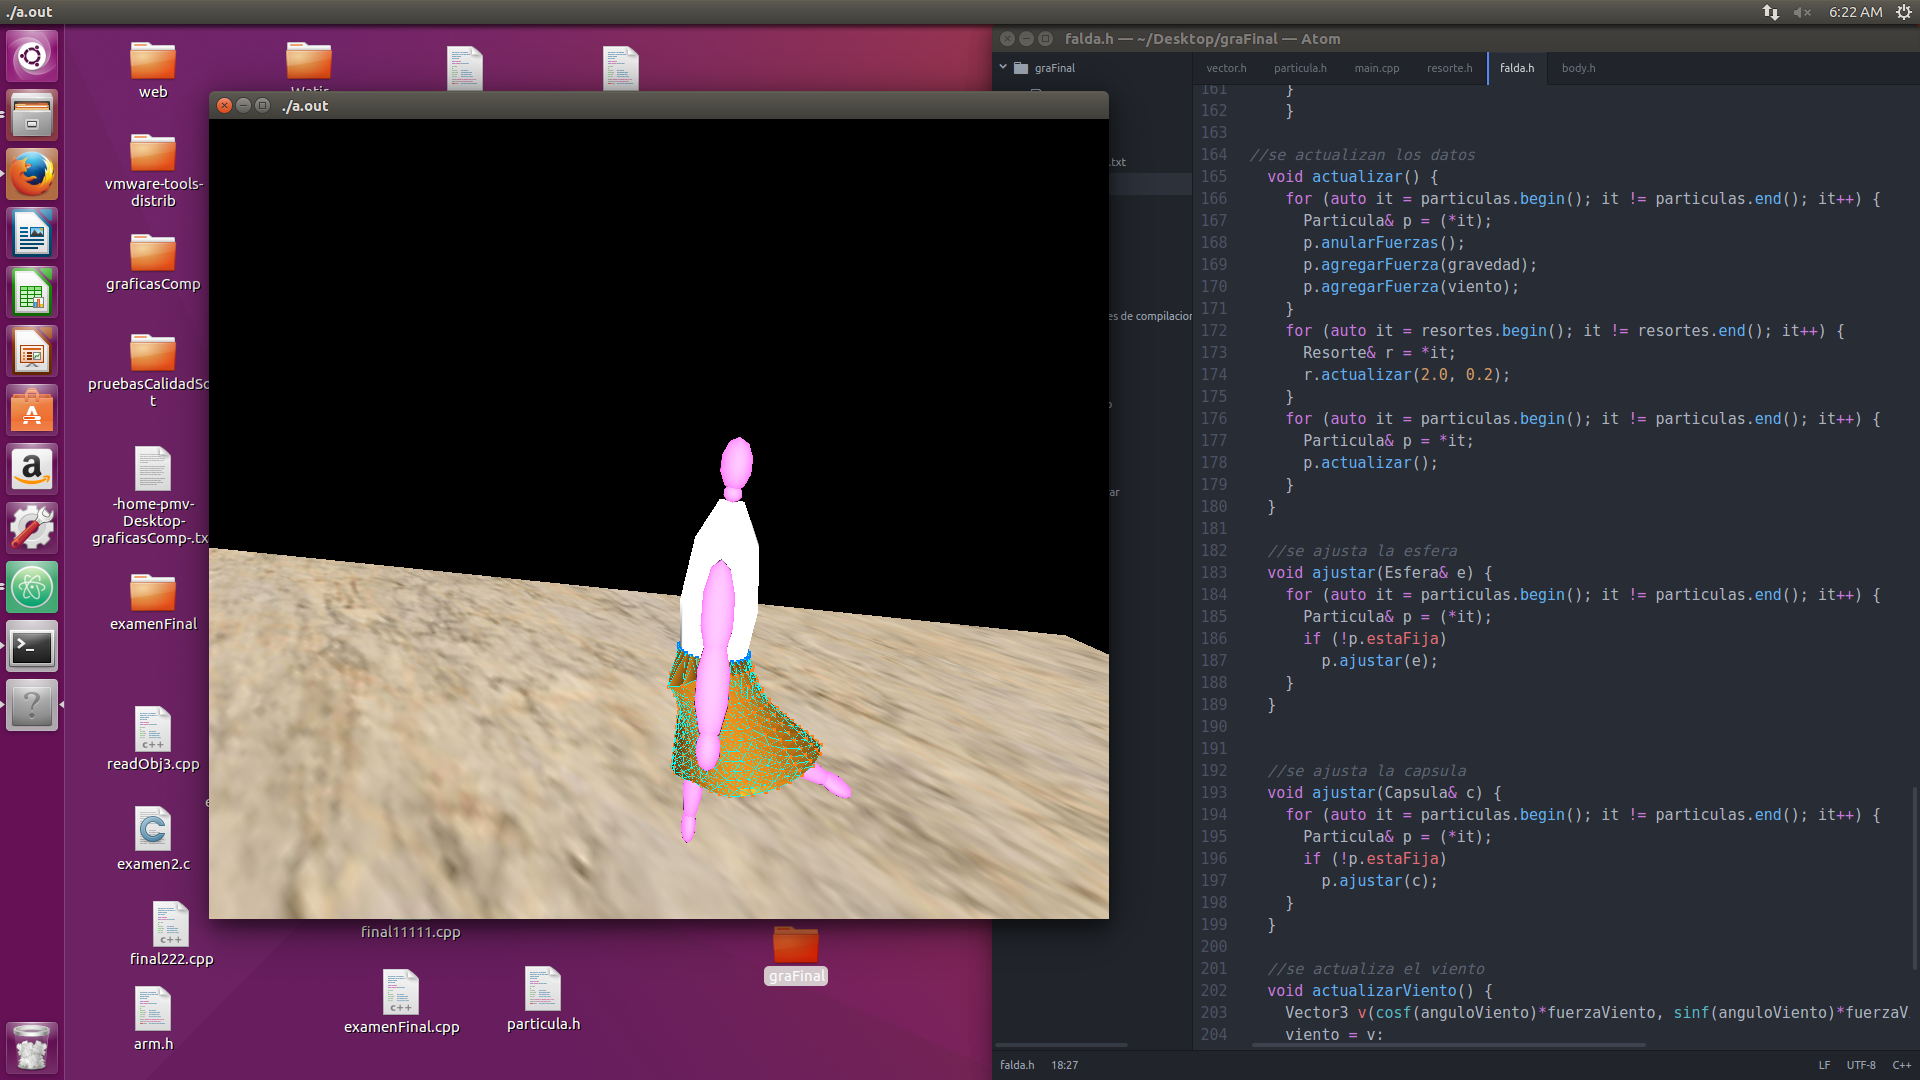 ./a.out
6:22 AM
web
Watir
vmware-tools-
distrib
graficasComp
pruebasCalidadSc
t
-home-pmv-
Desktop-
graficasComp-.tx
examenFinal
readObj3.cpp
examen2.c
final222.cpp
arm.h
final11111.cpp
examenFinal.cpp
particula.h
graFinal
./a.out
falda.h — ~/Desktop/graFinal — Atom
graFinal
.txt
es de compilacion
ar
vector.h particula.h main.cpp resorte.h falda.h body.h
161 }
162 }
163
164 //se actualizan los datos
165 void actualizar() {
166 for (auto it = particulas.begin(); it != particulas.end(); it++) {
167 Particula& p = (*it);
168 p.anularFuerzas();
169 p.agregarFuerza(gravedad);
170 p.agregarFuerza(viento);
171 }
172 for (auto it = resortes.begin(); it != resortes.end(); it++) {
173 Resorte& r = *it;
174 r.actualizar(2.0, 0.2);
175 }
176 for (auto it = particulas.begin(); it != particulas.end(); it++) {
177 Particula& p = *it;
178 p.actualizar();
179 }
180 }
181
182 //se ajusta la esfera
183 void ajustar(Esfera& e) {
184 for (auto it = particulas.begin(); it != particulas.end(); it++) {
185 Particula& p = (*it);
186 if (!p.estaFija)
187 p.ajustar(e);
188 }
189 }
190
191
192 //se ajusta la capsula
193 void ajustar(Capsula& c) {
194 for (auto it = particulas.begin(); it != particulas.end(); it++) {
195 Particula& p = (*it);
196 if (!p.estaFija)
197 p.ajustar(c);
198 }
199 }
200
201 //se actualiza el viento
202 void actualizarViento() {
203 Vector3 v(cosf(anguloViento)*fuerzaViento, sinf(anguloViento)*fuerzaV
204 viento = v;
falda.h 18:27
LF UTF-8 C++